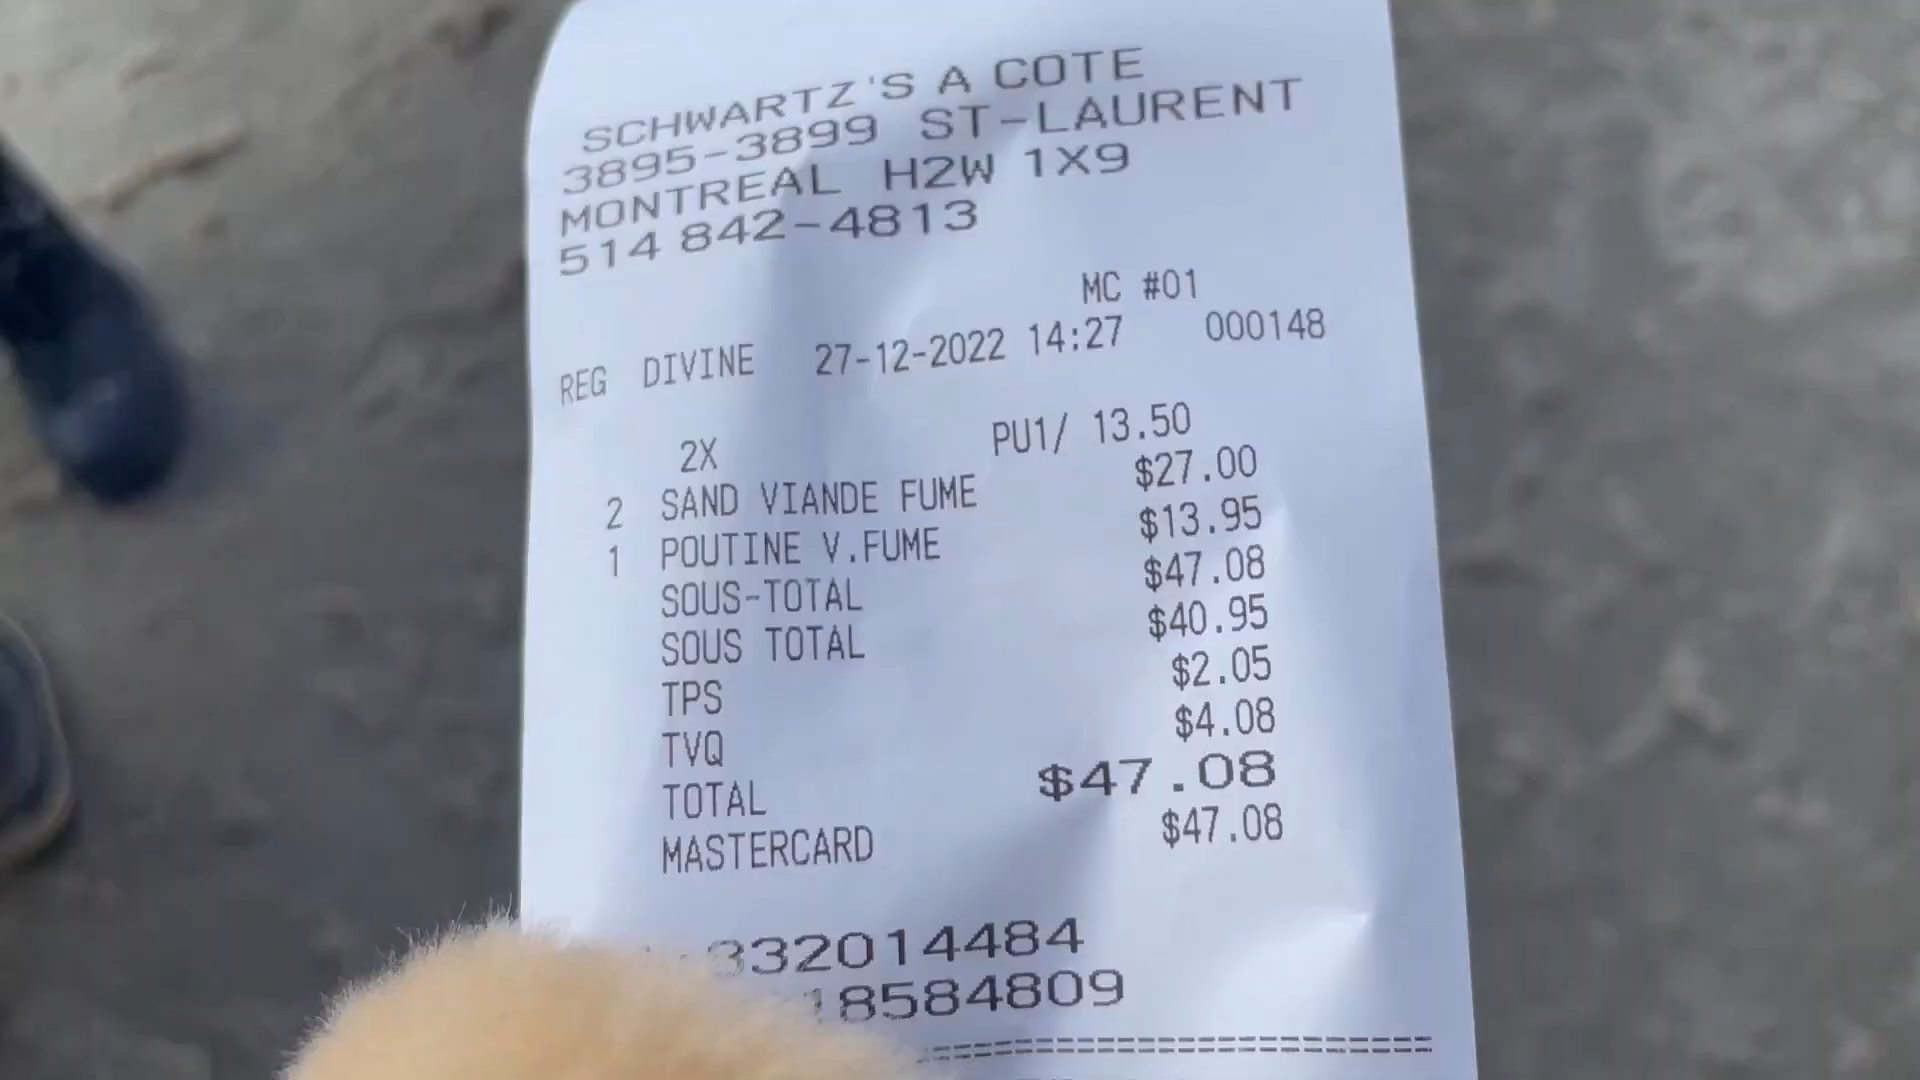 SCHWARTZ'S A COTE
3895-3899 ST-LAURENT
MONTREAL H2W 1X9
514 842-4813
MC #01
REG DIVINE 27-12-2022 14:27 000148
2X PU1/ 13.50
2 SAND VIANDE FUME $27.00
1 POUTINE V.FUME $13.95
SOUS-TOTAL $47.08
SOUS TOTAL $40.95
TPS $2.05
TVQ $4.08
TOTAL $47.08
MASTERCARD $47.08
332014484
18584809